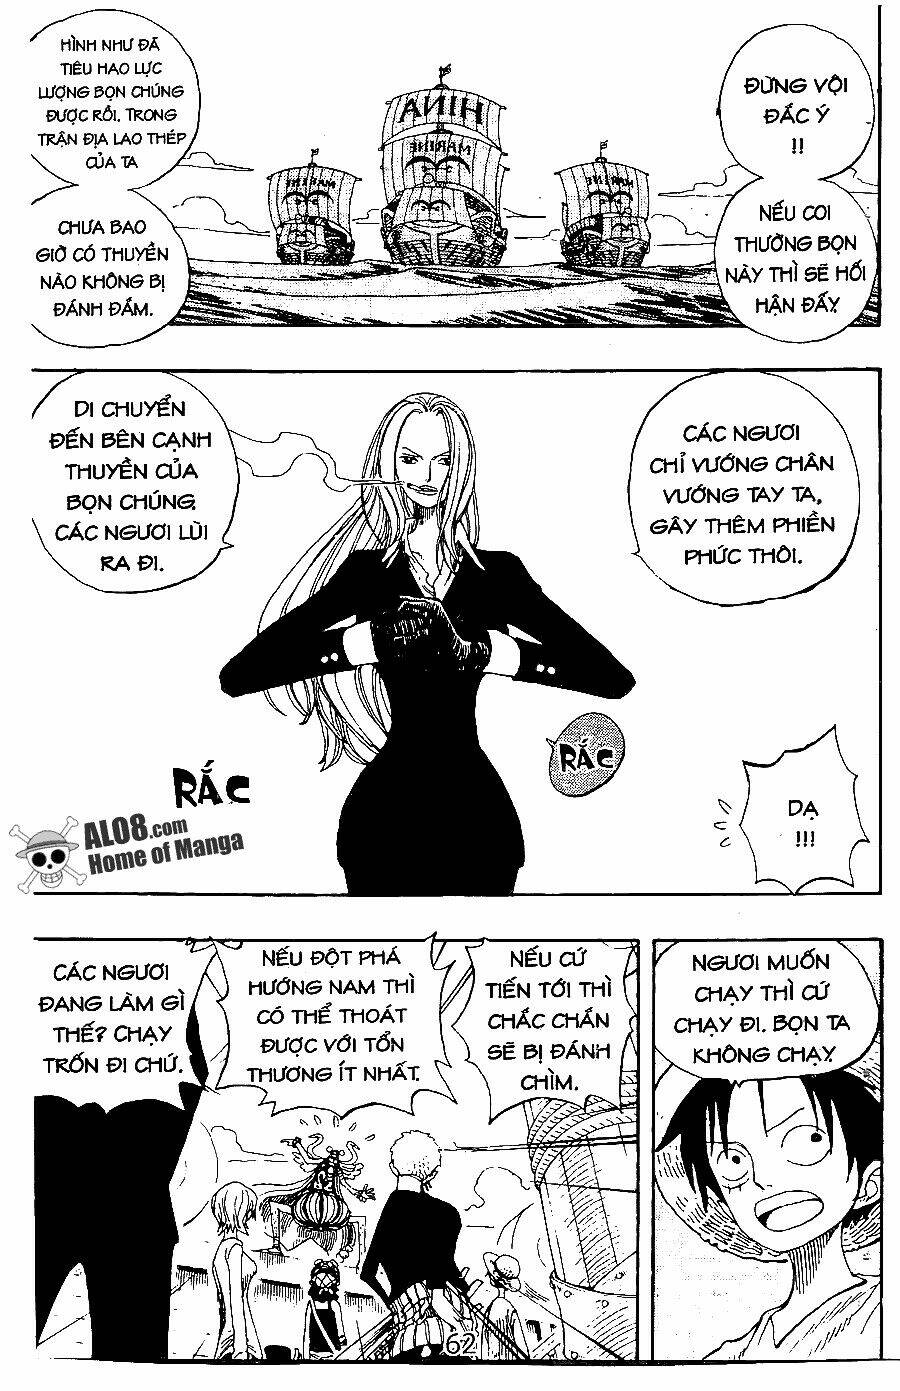 ĐỪNG VỘI
ĐẮC Ý
!!
NẾU COI
THƯỜNG BỌN
NÀY THÌ SẼ HỐI
HẬN ĐẤY.
HINA
MARINE
MARINE
MARINE
HÌNH NHƯ ĐÃ
TIÊU HAO LỰC
LƯỢNG BỌN CHÚNG
ĐƯỢC RỒI. TRONG
TRẬN ĐỊA LAO THÉP
CỦA TA
CHƯA BAO
GIỜ CÓ THUYỀN
NÀO KHÔNG BỊ
ĐÁNH ĐẮM.
CÁC NGƯƠI
CHỈ VƯỚNG CHÂN
VƯỚNG TAY TA,
GÂY THÊM PHIỀN
PHỨC THÔI.
DI CHUYỂN
ĐẾN BÊN CẠNH
THUYỀN CỦA
BỌN CHÚNG.
CÁC NGƯƠI LÙI
RA ĐI.
RẮC
RẮC
DẠ
!!!
AL08.com
Home of Manga
NGƯƠI MUỐN
CHẠY THÌ CỨ
CHẠY ĐI. BỌN TA
KHÔNG CHẠY.
NẾU CỨ
TIẾN TỚI THÌ
CHẮC CHẮN
SẼ BỊ ĐÁNH
CHÌM.
NẾU ĐỘT PHÁ
HƯỚNG NAM THÌ
CÓ THỂ THOÁT
ĐƯỢC VỚI TỔN
THƯƠNG ÍT NHẤT.
CÁC NGƯƠI
ĐANG LÀM GÌ
THẾ? CHẠY
TRỐN ĐI CHỨ.
62